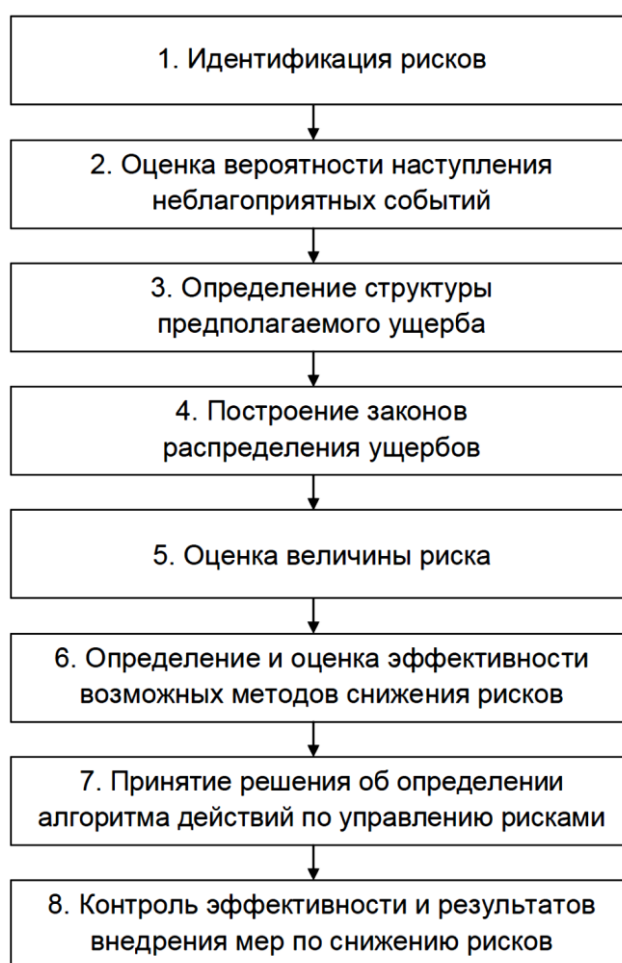 1. Идентификация рисков
2. Оценка вероятности наступления
неблагоприятных событий
3. Определение структуры
предполагаемого ущерба
4. Построение законов
распределения ущербов
5. Оценка величины риска
6. Определение и оценка эффективности
возможных методов снижения рисков
7. Принятие решения об определении
алгоритма действий по управлению рисками
8. Контроль эффективности и результатов
внедрения мер по снижению рисков